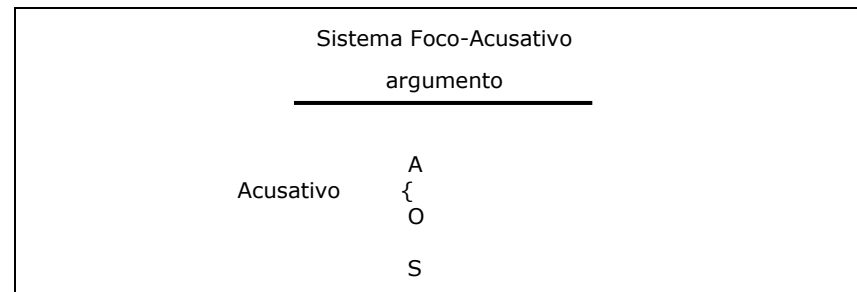 Sistema Foco-Acusativo
argumento
A
Acusativo {
O
S